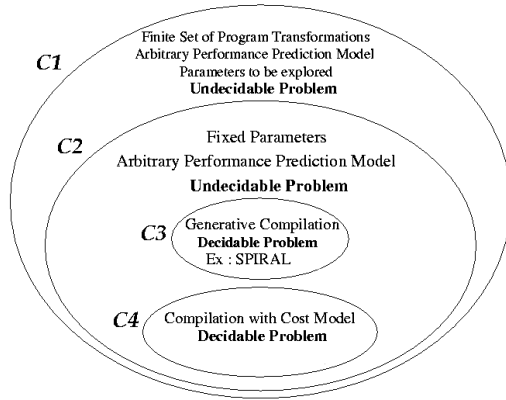 C1
Finite Set of Program Transformations
Arbitrary Performance Prediction Model
Parameters to be explored
Undecidable Problem
C2
Fixed Parameters
Arbitrary Performance Prediction Model
Undecidable Problem
C3
Generative Compilation
Decidable Problem
Ex : SPIRAL
C4
Compilation with Cost Model
Decidable Problem